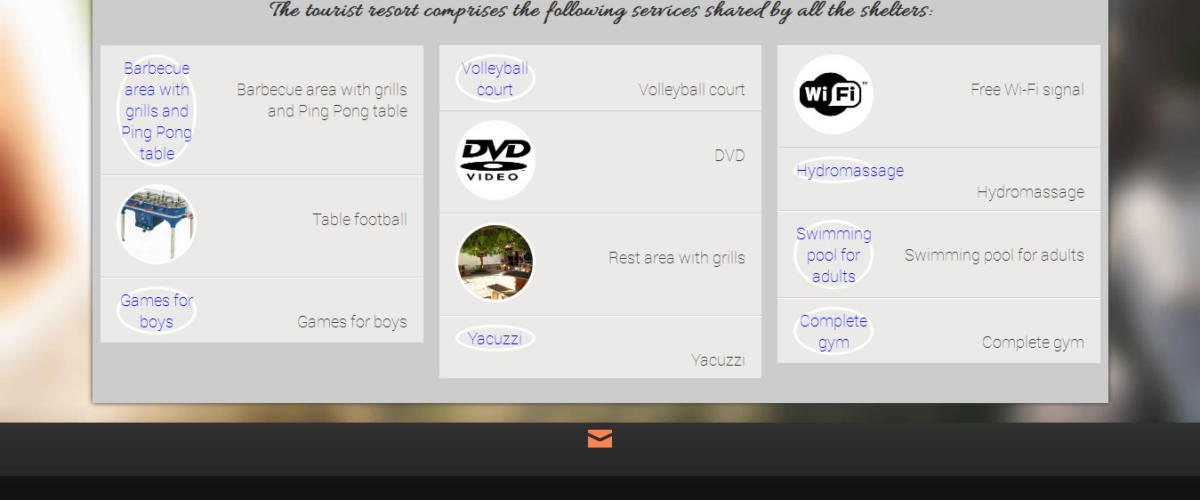 The tourist resort comprises the following services shared by all the shelters:
Barbecue
area with
grills and
Ping Pong
table
Barbecue area with grills
and Ping Pong table
Table football
Games for
boys
Games for boys
Volleyball
court
Volleyball court
DVD
VIDEO
DVD
Rest area with grills
Yacuzzi
Yacuzzi
Wi Fi ™
Free Wi-Fi signal
Hydromassage
Hydromassage
Swimming
pool for
adults
Swimming pool for adults
Complete
gym
Complete gym